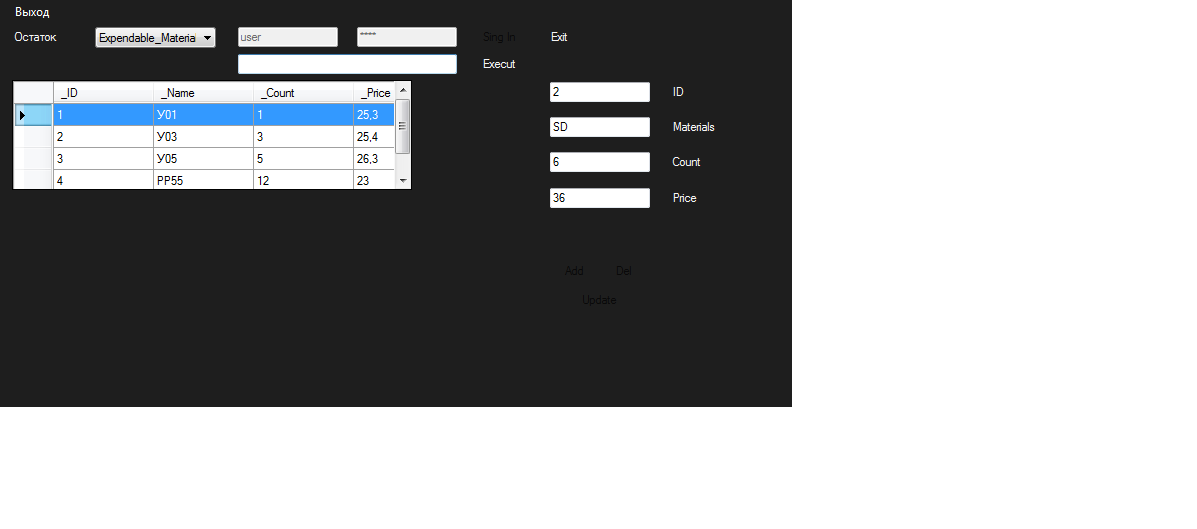 Выход
Остаток Expendable_Materia user **** Sing In Exit
Execut
_ID _Name _Count _Price
1 У01 1 25,3
2 У03 3 25,4
3 У05 5 26,3
4 PP55 12 23
2 ID
SD Materials
6 Count
36 Price
Add Del
Update